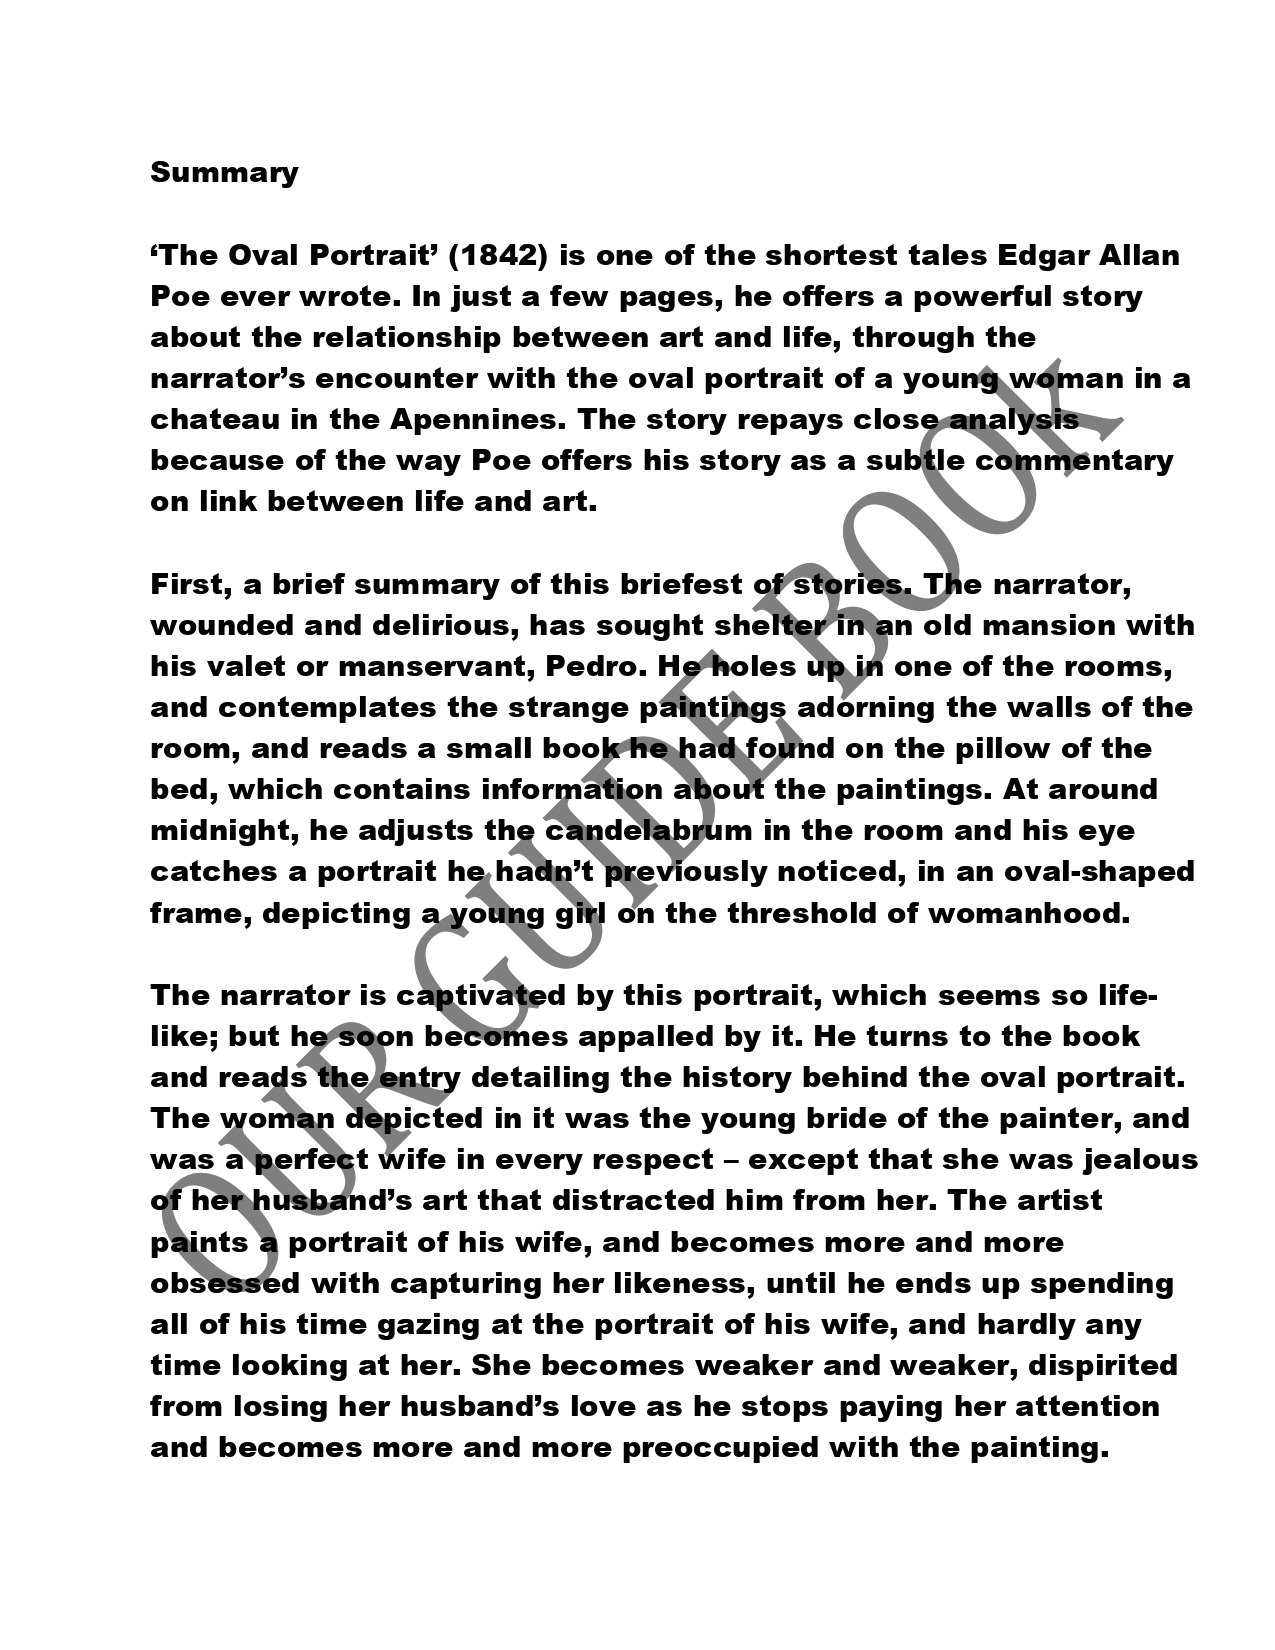 Summary
‘The Oval Portrait’ (1842) is one of the shortest tales Edgar Allan
Poe ever wrote. In just a few pages, he offers a powerful story
about the relationship between art and life, through the
narrator’s encounter with the oval portrait of a young woman in a
chateau in the Apennines. The story repays close analysis
because of the way Poe offers his story as a subtle commentary
on link between life and art.
First, a brief summary of this briefest of stories. The narrator,
wounded and delirious, has sought shelter in an old mansion with
his valet or manservant, Pedro. He holes up in one of the rooms,
and contemplates the strange paintings adorning the walls of the
room, and reads a small book he had found on the pillow of the
bed, which contains information about the paintings. At around
midnight, he adjusts the candelabrum in the room and his eye
catches a portrait he hadn’t previously noticed, in an oval-shaped
frame, depicting a young girl on the threshold of womanhood.
The narrator is captivated by this portrait, which seems so life-
like; but he soon becomes appalled by it. He turns to the book
and reads the entry detailing the history behind the oval portrait.
The woman depicted in it was the young bride of the painter, and
was a perfect wife in every respect – except that she was jealous
of her husband’s art that distracted him from her. The artist
paints a portrait of his wife, and becomes more and more
obsessed with capturing her likeness, until he ends up spending
all of his time gazing at the portrait of his wife, and hardly any
time looking at her. She becomes weaker and weaker, dispirited
from losing her husband’s love as he stops paying her attention
and becomes more and more preoccupied with the painting.
OUR GUIDE BOOk